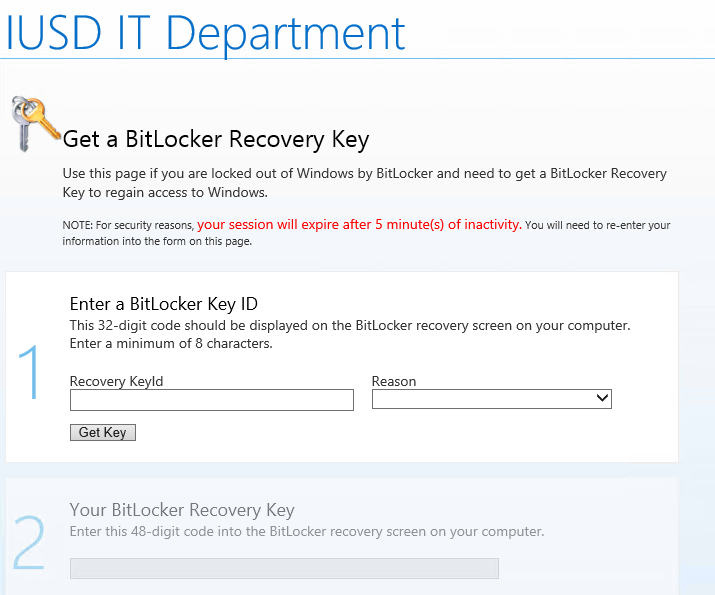 IUSD IT Department
Get a BitLocker Recovery Key
Use this page if you are locked out of Windows by BitLocker and need to get a BitLocker Recovery
Key to regain access to Windows.
NOTE: For security reasons, your session will expire after 5 minute(s) of inactivity. You will need to re-enter your
information into the form on this page.
1
Enter a BitLocker Key ID
This 32-digit code should be displayed on the BitLocker recovery screen on your computer.
Enter a minimum of 8 characters.
Recovery KeyId Reason
Get Key
2
Your BitLocker Recovery Key
Enter this 48-digit code into the BitLocker recovery screen on your computer.